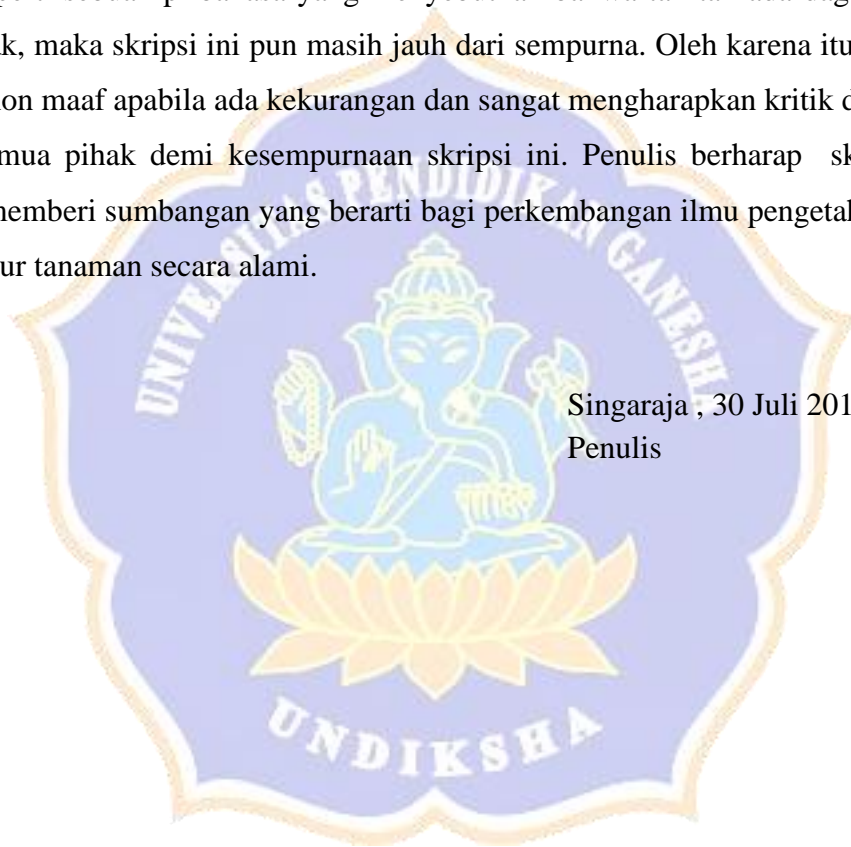 ak, maka skripsi ini pun masih jauh dari sempurna. Oleh karena itu
on maaf apabila ada kekurangan dan sangat mengharapkan kritik d
mua pihak demi kesempurnaan skripsi ini. Penulis berharap sk
memberi sumbangan yang berarti bagi perkembangan ilmu pengetal
ur tanaman secara alami.
UNIVERSITAS PENDIDIKAN GANESHA
Singaraja , 30 Juli 201
Penulis
UNDIKSHA